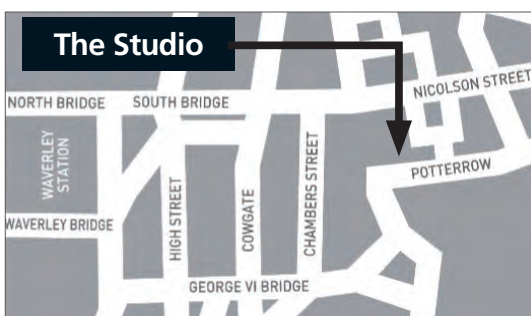 The Studio
NICOLSON STREET
NORTH BRIDGE
SOUTH BRIDGE
WAVERLEY
STATION
POTTERROW
WAVERLEY BRIDGE
HIGH STREET
COWGATE
CHAMBERS STREET
GEORGE VI BRIDGE